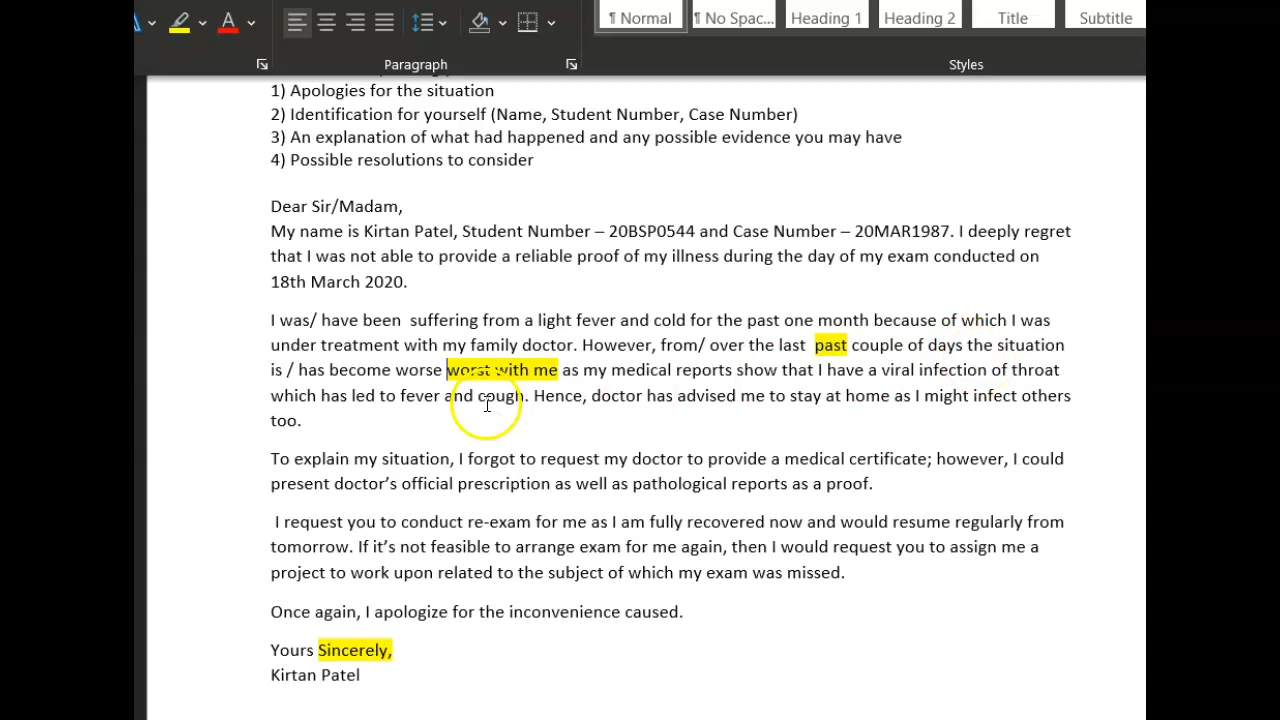 ¶ Normal ¶ No Spac... Heading 1 Heading 2 Title Subtitle
Paragraph Styles
1) Apologies for the situation
2) Identification for yourself (Name, Student Number, Case Number)
3) An explanation of what had happened and any possible evidence you may have
4) Possible resolutions to consider
Dear Sir/Madam,
My name is Kirtan Patel, Student Number – 20BSP0544 and Case Number – 20MAR1987. I deeply regret
that I was not able to provide a reliable proof of my illness during the day of my exam conducted on
18th March 2020.
I was/ have been  suffering from a light fever and cold for the past one month because of which I was
under treatment with my family doctor. However, from/ over the last  past couple of days the situation
is / has become worse worst with me as my medical reports show that I have a viral infection of throat
which has led to fever and cough. Hence, doctor has advised me to stay at home as I might infect others
too.
To explain my situation, I forgot to request my doctor to provide a medical certificate; however, I could
present doctor’s official prescription as well as pathological reports as a proof.
I request you to conduct re-exam for me as I am fully recovered now and would resume regularly from
tomorrow. If it’s not feasible to arrange exam for me again, then I would request you to assign me a
project to work upon related to the subject of which my exam was missed.
Once again, I apologize for the inconvenience caused.
Yours Sincerely,
Kirtan Patel